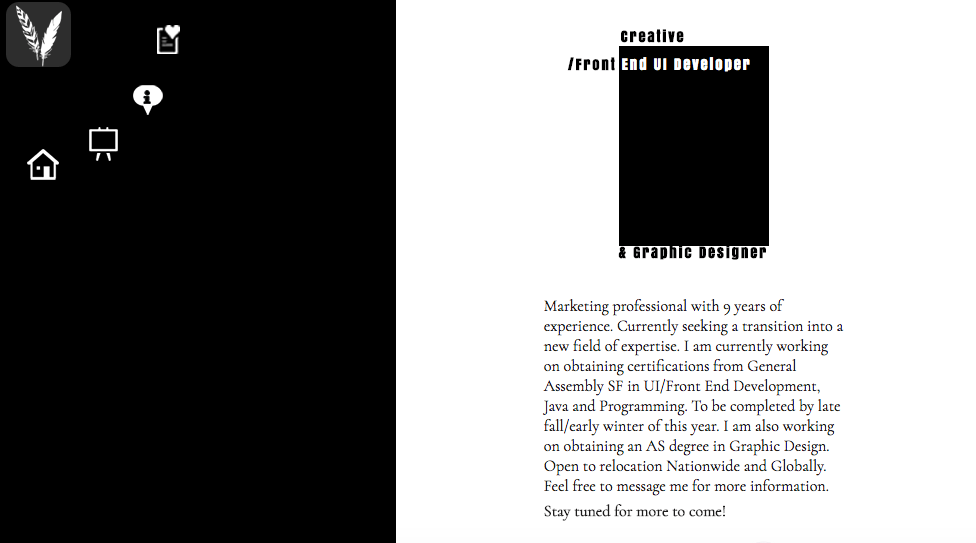 Creative
/Front End UI Developer
& Graphic Designer
Marketing professional with 9 years of
experience. Currently seeking a transition into a
new field of expertise. I am currently working
on obtaining certifications from General
Assembly SF in UI/Front End Development,
Java and Programming. To be completed by late
fall/early winter of this year. I am also working
on obtaining an AS degree in Graphic Design.
Open to relocation Nationwide and Globally.
Feel free to message me for more information.
Stay tuned for more to come!